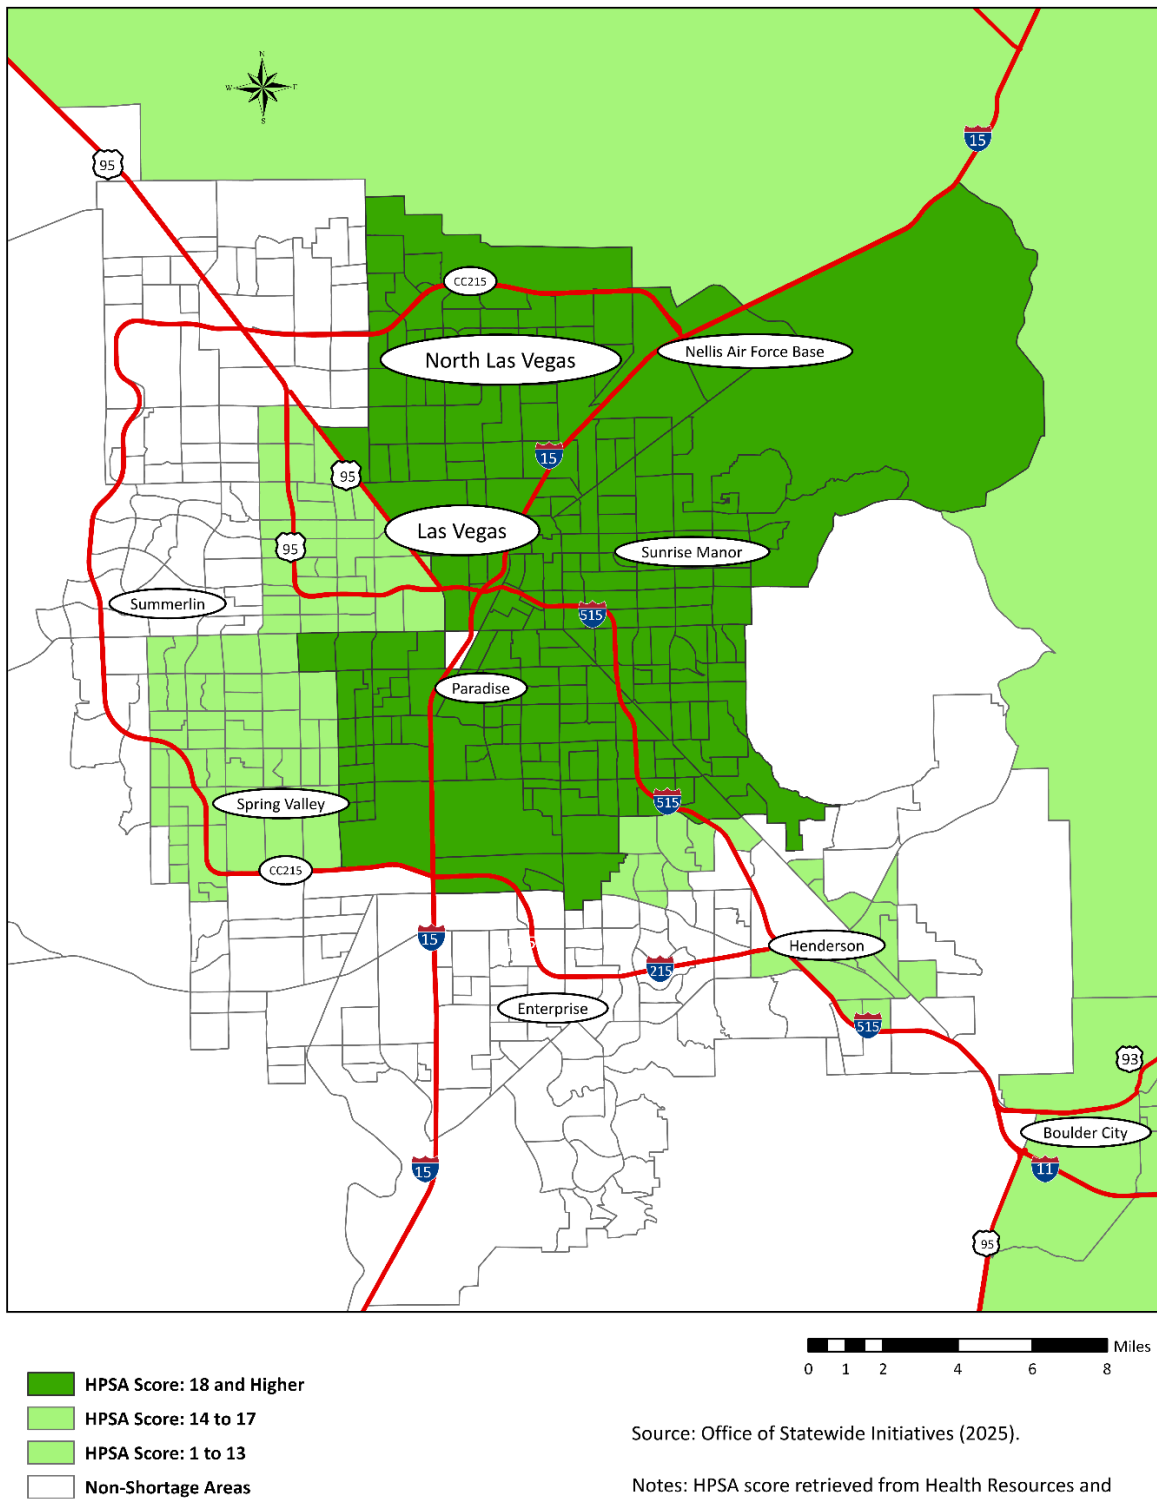 N
W E
S
15
95
CC215
North Las Vegas
Nellis Air Force Base
15
95
Las Vegas
95
Sunrise Manor
Summerlin
515
Paradise
Spring Valley
515
CC215
15
Henderson
215
Enterprise
515
93
Boulder City
15
11
95
Miles
0 1 2 4 6 8
HPSA Score: 18 and Higher
HPSA Score: 14 to 17
HPSA Score: 1 to 13
Non-Shortage Areas
Source: Office of Statewide Initiatives (2025).
Notes: HPSA score retrieved from Health Resources and